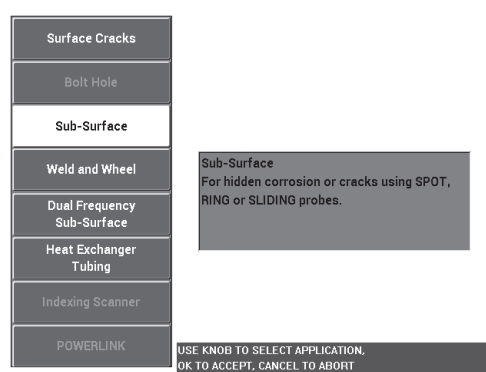 Surface Cracks
Bolt Hole
Sub-Surface
Weld and Wheel
Dual Frequency
Sub-Surface
Heat Exchanger
Tubing
Indexing Scanner
POWERLINK
Sub-Surface
For hidden corrosion or cracks using SPOT,
RING or SLIDING probes.
USE KNOB TO SELECT APPLICATION,
OK TO ACCEPT, CANCEL TO ABORT